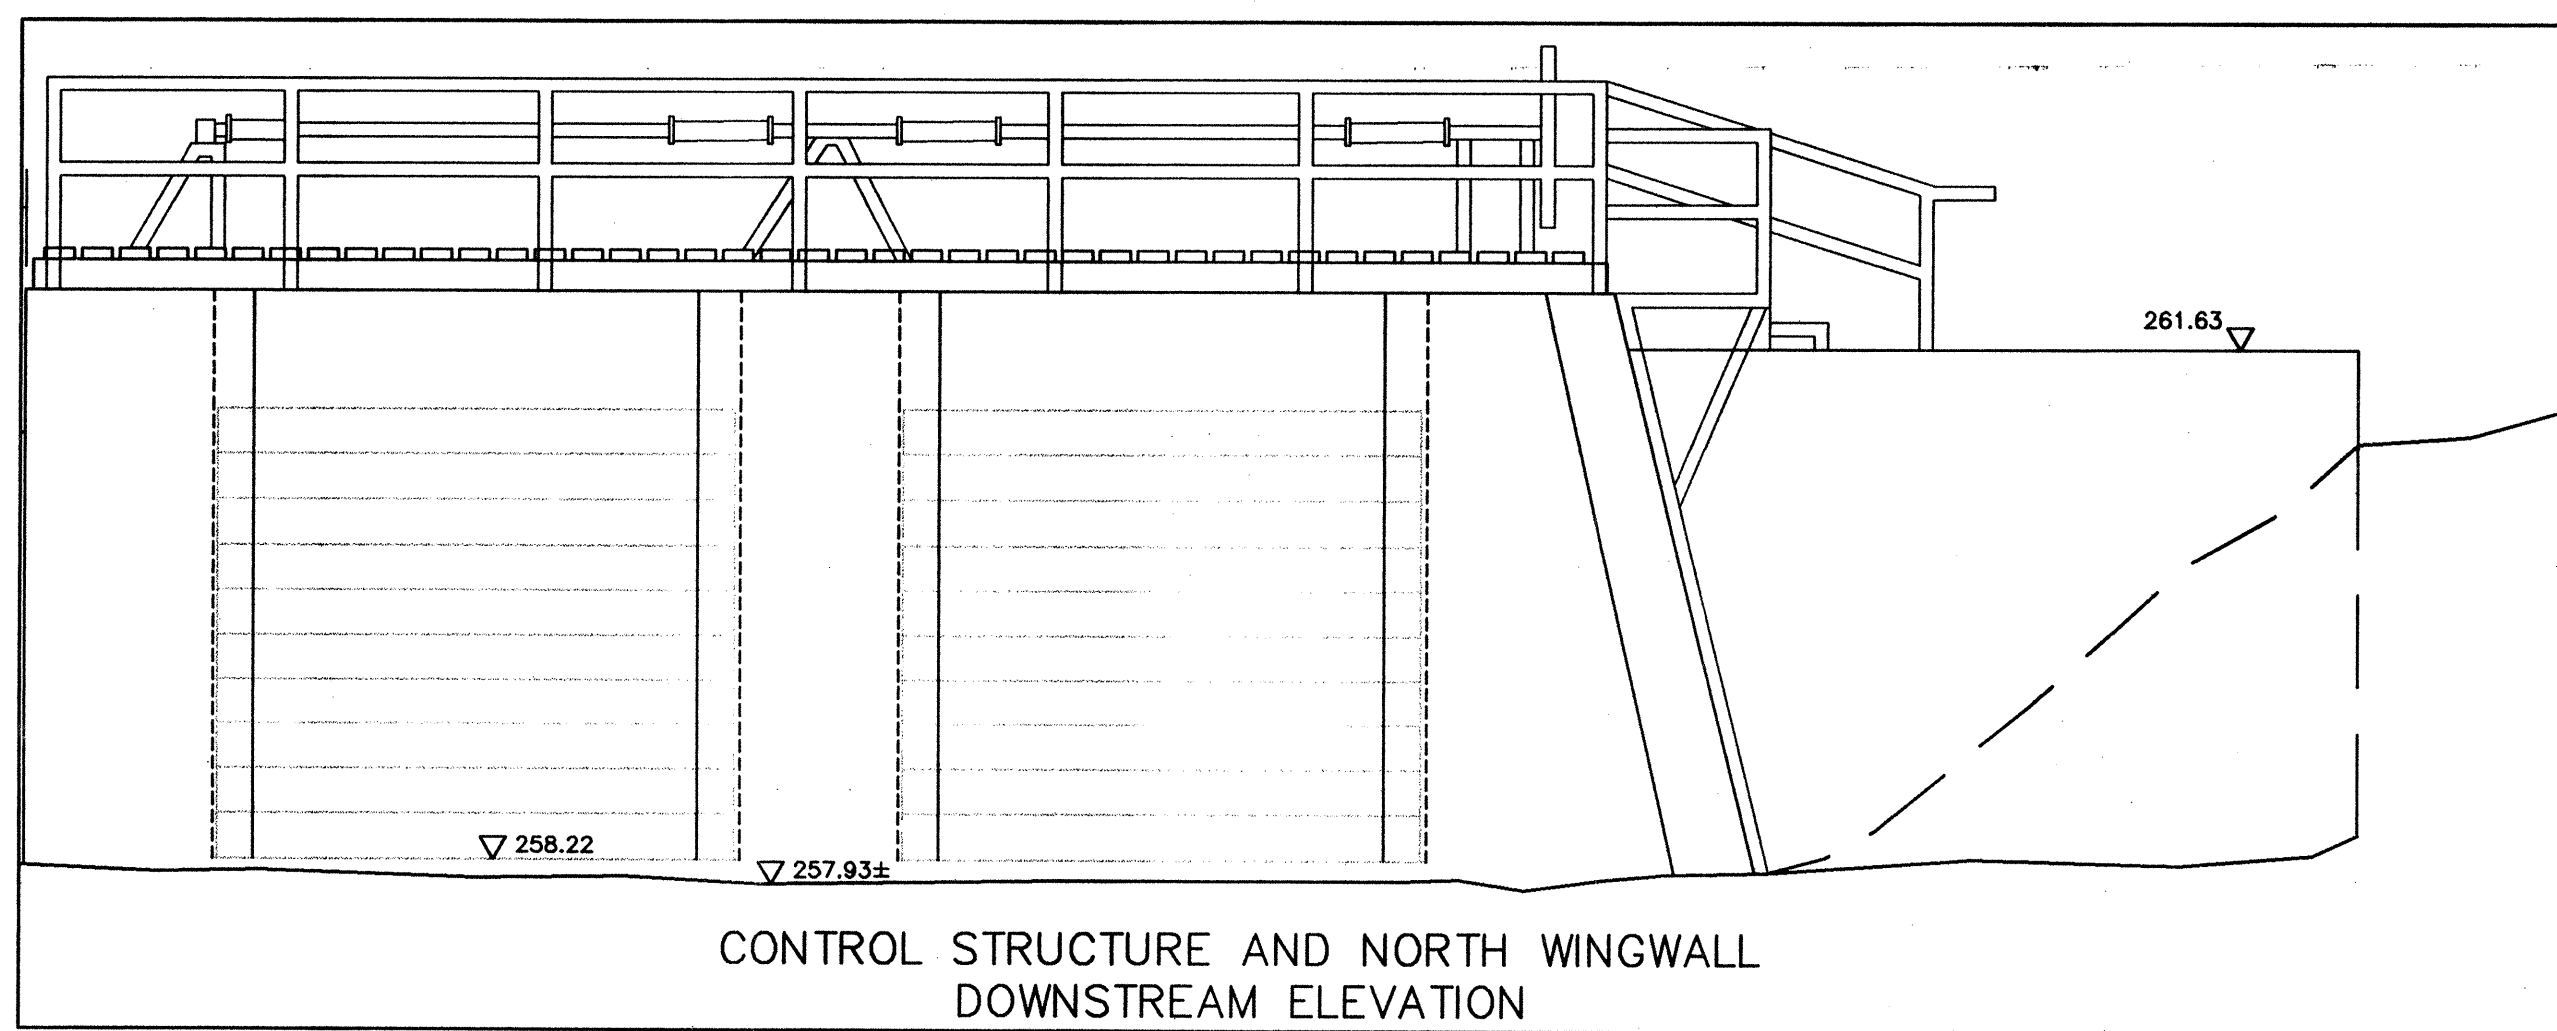 261.63
258.22
257.93±
CONTROL STRUCTURE AND NORTH WINGWALL
DOWNSTREAM ELEVATION